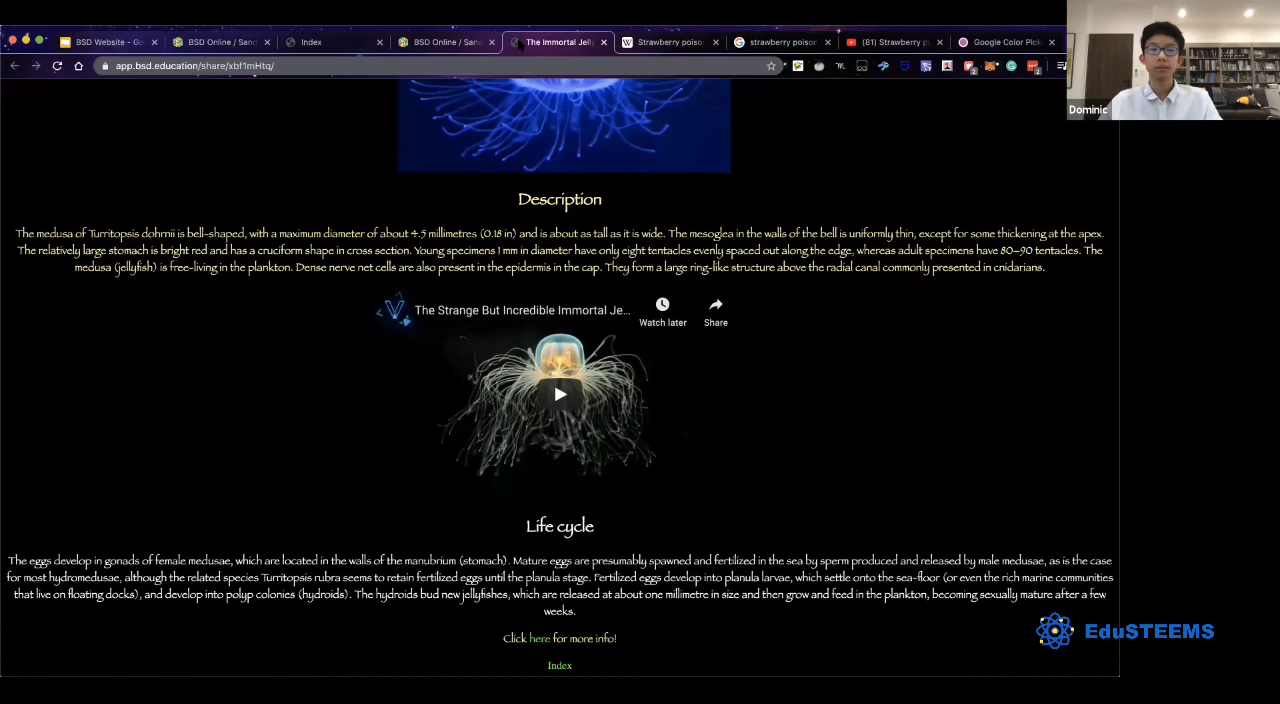 BSD Website - Go
BSD Online / Sand
Index
BSD Online / Sand
The Immortal Jelly
Strawberry poiso
strawberry poison
(81) Strawberry p
Google Color Pick
app.bsd.education/share/xbf1mHtq/
Dominic
Description
The medusa of Turritopsis dohrnii is bell-shaped, with a maximum diameter of about 4.5 millimetres (0.18 in) and is about as tall as it is wide. The mesoglea in the walls of the bell is uniformly thin, except for some thickening at the apex.
The relatively large stomach is bright red and has a cruciform shape in cross section. Young specimens 1 mm in diameter have only eight tentacles evenly spaced out along the edge, whereas adult specimens have 80–90 tentacles. The
medusa (jellyfish) is free-living in the plankton. Dense nerve net cells are also present in the epidermis in the cap. They form a large ring-like structure above the radial canal commonly presented in cnidarians.
The Strange But Incredible Immortal Je...
Watch later
Share
Life cycle
The eggs develop in gonads of female medusae, which are located in the walls of the manubrium (stomach). Mature eggs are presumably spawned and fertilized in the sea by sperm produced and released by male medusae, as is the case
for most hydromedusae, although the related species Turritopsis rubra seems to retain fertilized eggs until the planula stage. Fertilized eggs develop into planula larvae, which settle onto the sea-floor (or even the rich marine communities
that live on floating docks), and develop into polyp colonies (hydroids). The hydroids bud new jellyfishes, which are released at about one millimetre in size and then grow and feed in the plankton, becoming sexually mature after a few
weeks.
Click here for more info!
EduSTEEMS
Index